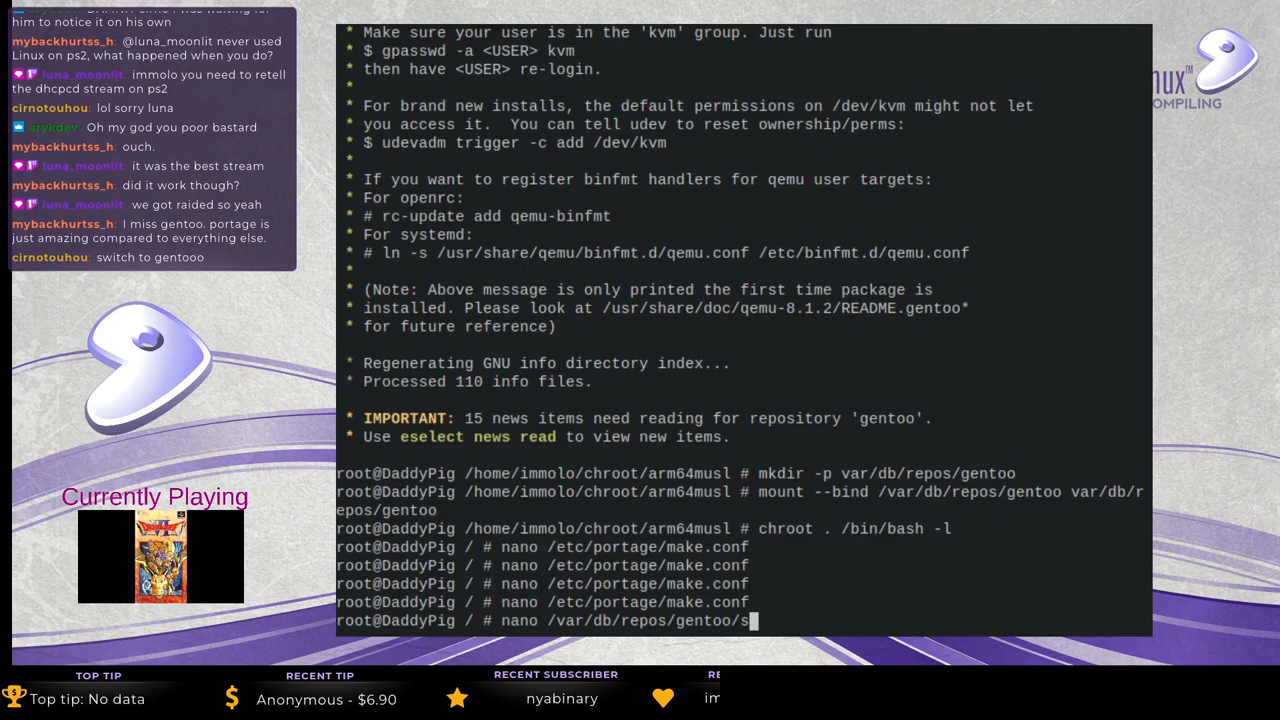 him to notice it on his own
mybackhurtss_h: @luna_moonlit never used
Linux on ps2, what happened when you do?
luna_moonlit: immolo you need to retell
the dhcpcd stream on ps2
cirnotouhou: lol sorry luna
arykdev: Oh my god you poor bastard
mybackhurtss_h: ouch.
luna_moonlit: it was the best stream
mybackhurtss_h: did it work though?
luna_moonlit: we got raided so yeah
mybackhurtss_h: I miss gentoo. portage is
just amazing compared to everything else.
cirnotouhou: switch to gentooo
* Make sure your user is in the 'kvm' group. Just run
* $ gpasswd -a <USER> kvm
* then have <USER> re-login.
*
* For brand new installs, the default permissions on /dev/kvm might not let
* you access it.  You can tell udev to reset ownership/perms:
* $ udevadm trigger -c add /dev/kvm
*
* If you want to register binfmt handlers for qemu user targets:
* For openrc:
* # rc-update add qemu-binfmt
* For systemd:
* # ln -s /usr/share/qemu/binfmt.d/qemu.conf /etc/binfmt.d/qemu.conf
*
* (Note: Above message is only printed the first time package is
* installed. Please look at /usr/share/doc/qemu-8.1.2/README.gentoo*
* for future reference)
* Regenerating GNU info directory index...
* Processed 110 info files.
* IMPORTANT: 15 news items need reading for repository 'gentoo'.
* Use eselect news read to view new items.
root@DaddyPig /home/immolo/chroot/arm64musl # mkdir -p var/db/repos/gentoo
root@DaddyPig /home/immolo/chroot/arm64musl # mount --bind /var/db/repos/gentoo var/db/r
epos/gentoo
root@DaddyPig /home/immolo/chroot/arm64musl # chroot . /bin/bash -l
root@DaddyPig / # nano /etc/portage/make.conf
root@DaddyPig / # nano /etc/portage/make.conf
root@DaddyPig / # nano /etc/portage/make.conf
root@DaddyPig / # nano /etc/portage/make.conf
root@DaddyPig / # nano /var/db/repos/gentoo/s
nux™
OMPILING
Currently Playing
TOP TIP
Top tip: No data
RECENT TIP
Anonymous - $6.90
RECENT SUBSCRIBER
nyabinary
RE
im